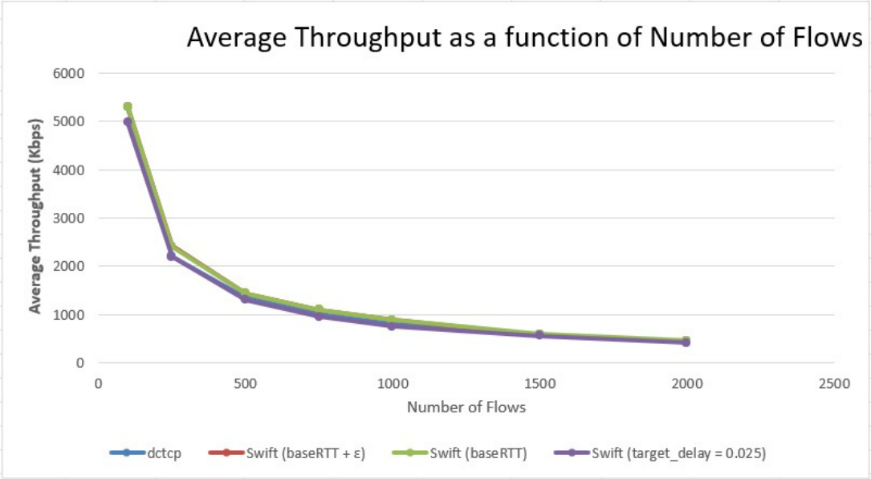 Average Throughput as a function of Number of Flows
6000
5000
4000
3000
2000
1000
0
Average Throughput (Kbps)
0 500 1000 1500 2000 2500
Number of Flows
dctcp Swift (baseRTT + ε) Swift (baseRTT) Swift (target_delay = 0.025)